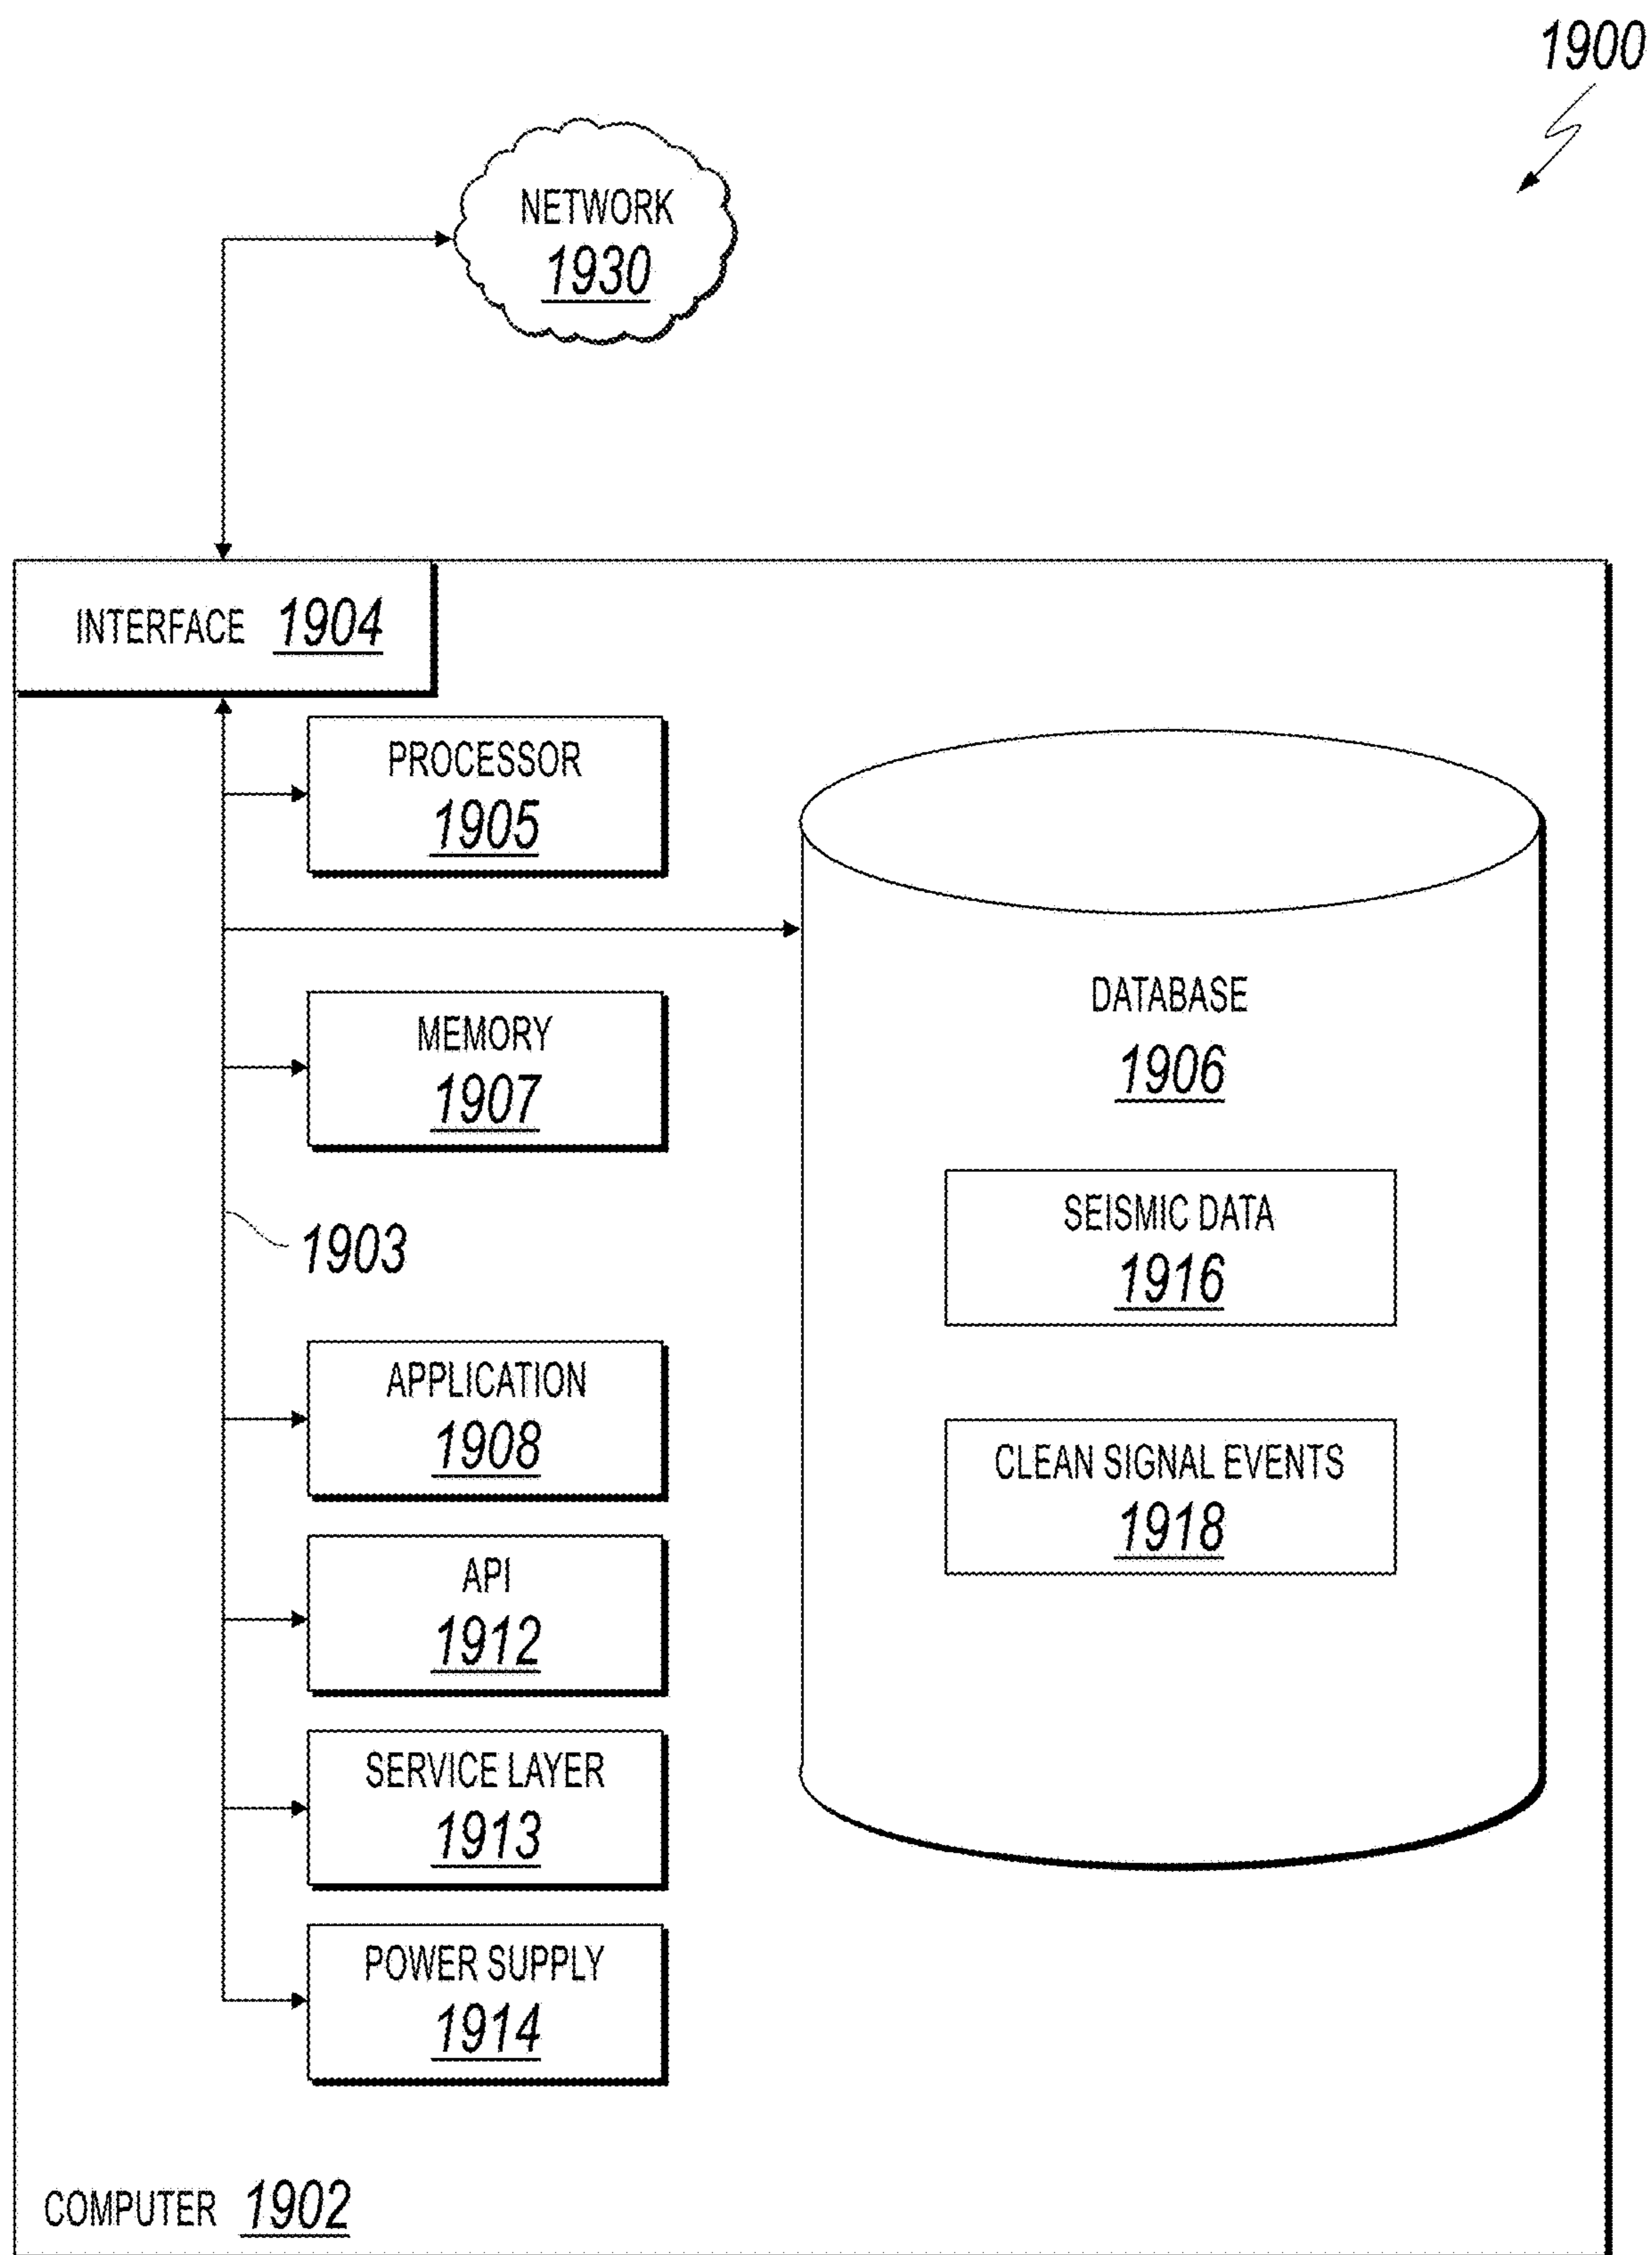 1900
NETWORK
1930
INTERFACE 1904
PROCESSOR
1905
MEMORY
1907
1903
APPLICATION
1908
API
1912
SERVICE LAYER
1913
POWER SUPPLY
1914
DATABASE
1906
SEISMIC DATA
1916
CLEAN SIGNAL EVENTS
1918
COMPUTER 1902